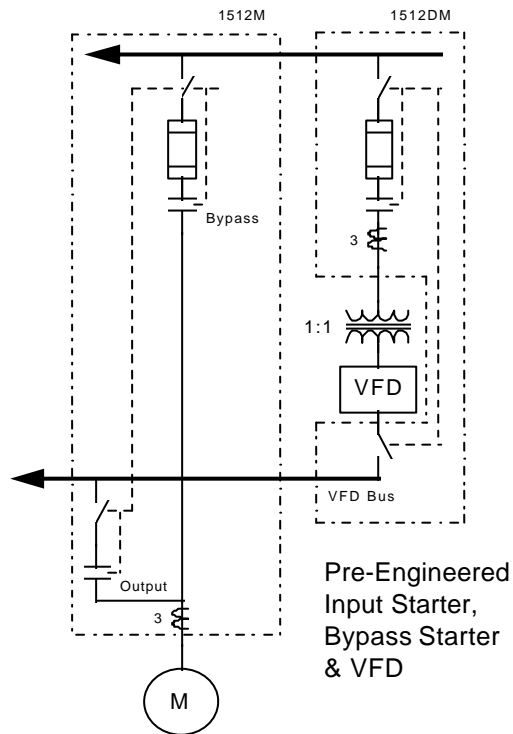 1512M
1512DM
Bypass
3
1:1
VFD
VFD Bus
Output
3
M
Pre-Engineered
Input Starter,
Bypass Starter
& VFD